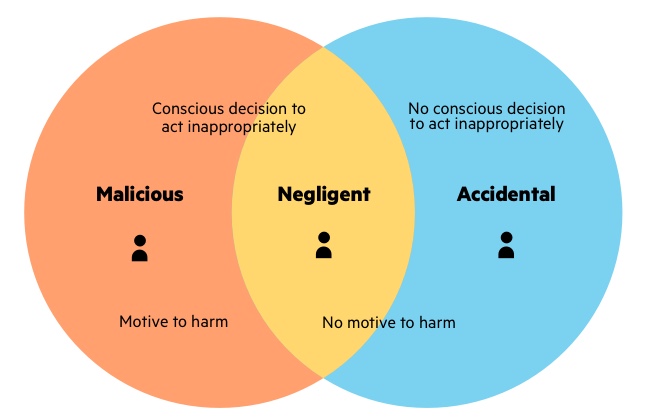 Conscious decision to
act inappropriately
No conscious decision
to act inappropriately
Malicious
Negligent
Accidental
Motive to harm
No motive to harm